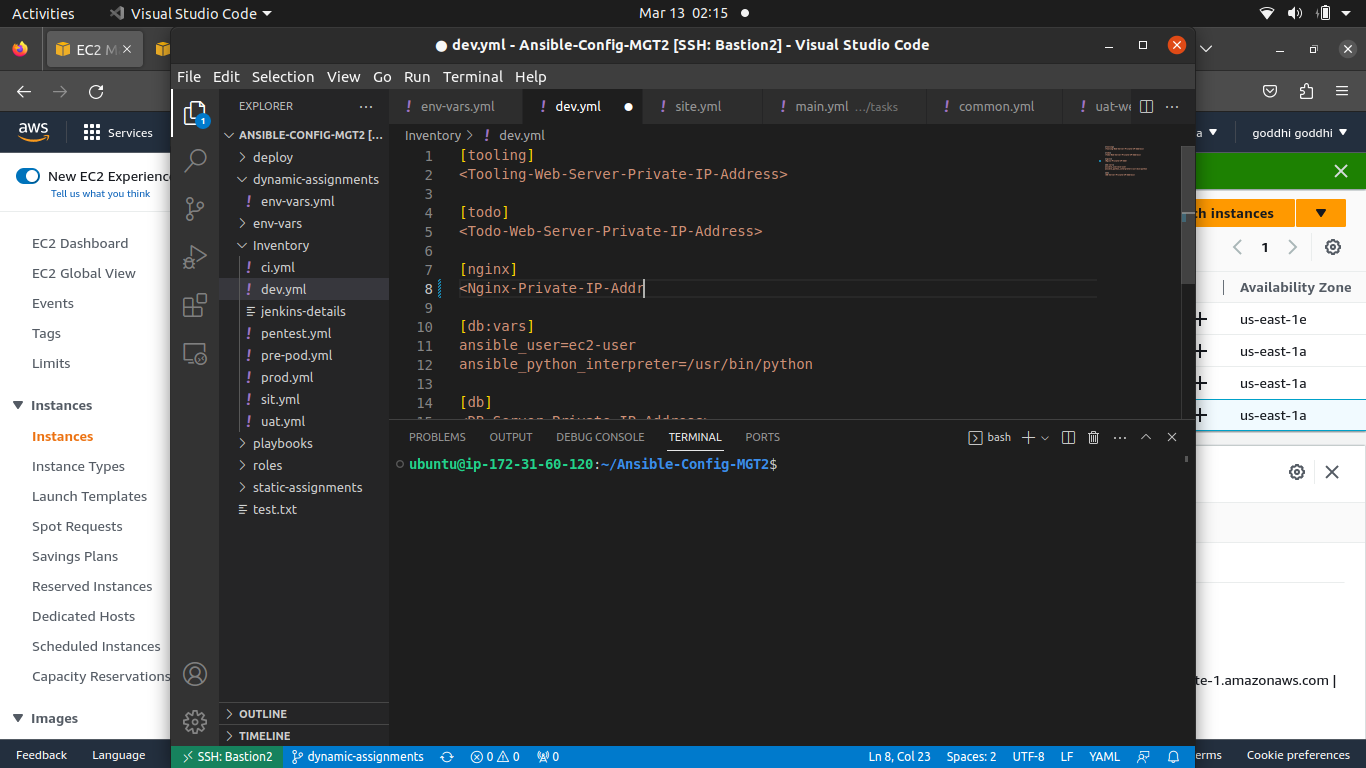 Activities
Visual Studio Code
Mar 13 02:15
EC2 M
dev.yml - Ansible-Config-MGT2 [SSH: Bastion2] - Visual Studio Code
File Edit Selection View Go Run Terminal Help
aws
Services
goddhi goddhi
New EC2 Experience
Tell us what you think
EC2 Dashboard
EC2 Global View
Events
Tags
Limits
Instances
Instances
Instance Types
Launch Templates
Spot Requests
Savings Plans
Reserved Instances
Dedicated Hosts
Scheduled Instances
Capacity Reservations
Images
Feedback
Language
1
EXPLORER
ANSIBLE-CONFIG-MGT2 [...
deploy
dynamic-assignments
env-vars.yml
env-vars
Inventory
ci.yml
dev.yml
jenkins-details
pentest.yml
pre-pod.yml
prod.yml
sit.yml
uat.yml
playbooks
roles
static-assignments
test.txt
OUTLINE
TIMELINE
env-vars.yml
dev.yml
site.yml
main.yml .../tasks
common.yml
uat-we
Inventory > dev.yml
1 [tooling]
2 <Tooling-Web-Server-Private-IP-Address>
3
4 [todo]
5 <Todo-Web-Server-Private-IP-Address>
6
7 [nginx]
8 <Nginx-Private-IP-Addr
9
10 [db:vars]
11 ansible_user=ec2-user
12 ansible_python_interpreter=/usr/bin/python
13
14 [db]
15 <DB-Server-Private-IP-Address>
PROBLEMS OUTPUT DEBUG CONSOLE TERMINAL PORTS
bash
ubuntu@ip-172-31-60-120:~/Ansible-Config-MGT2$
ch instances
1
Availability Zone
us-east-1e
us-east-1a
us-east-1a
us-east-1a
te-1.amazonaws.com |
erms
Cookie preferences
SSH: Bastion2
dynamic-assignments
0 0
0
Ln 8, Col 23
Spaces: 2
UTF-8
LF
YAML